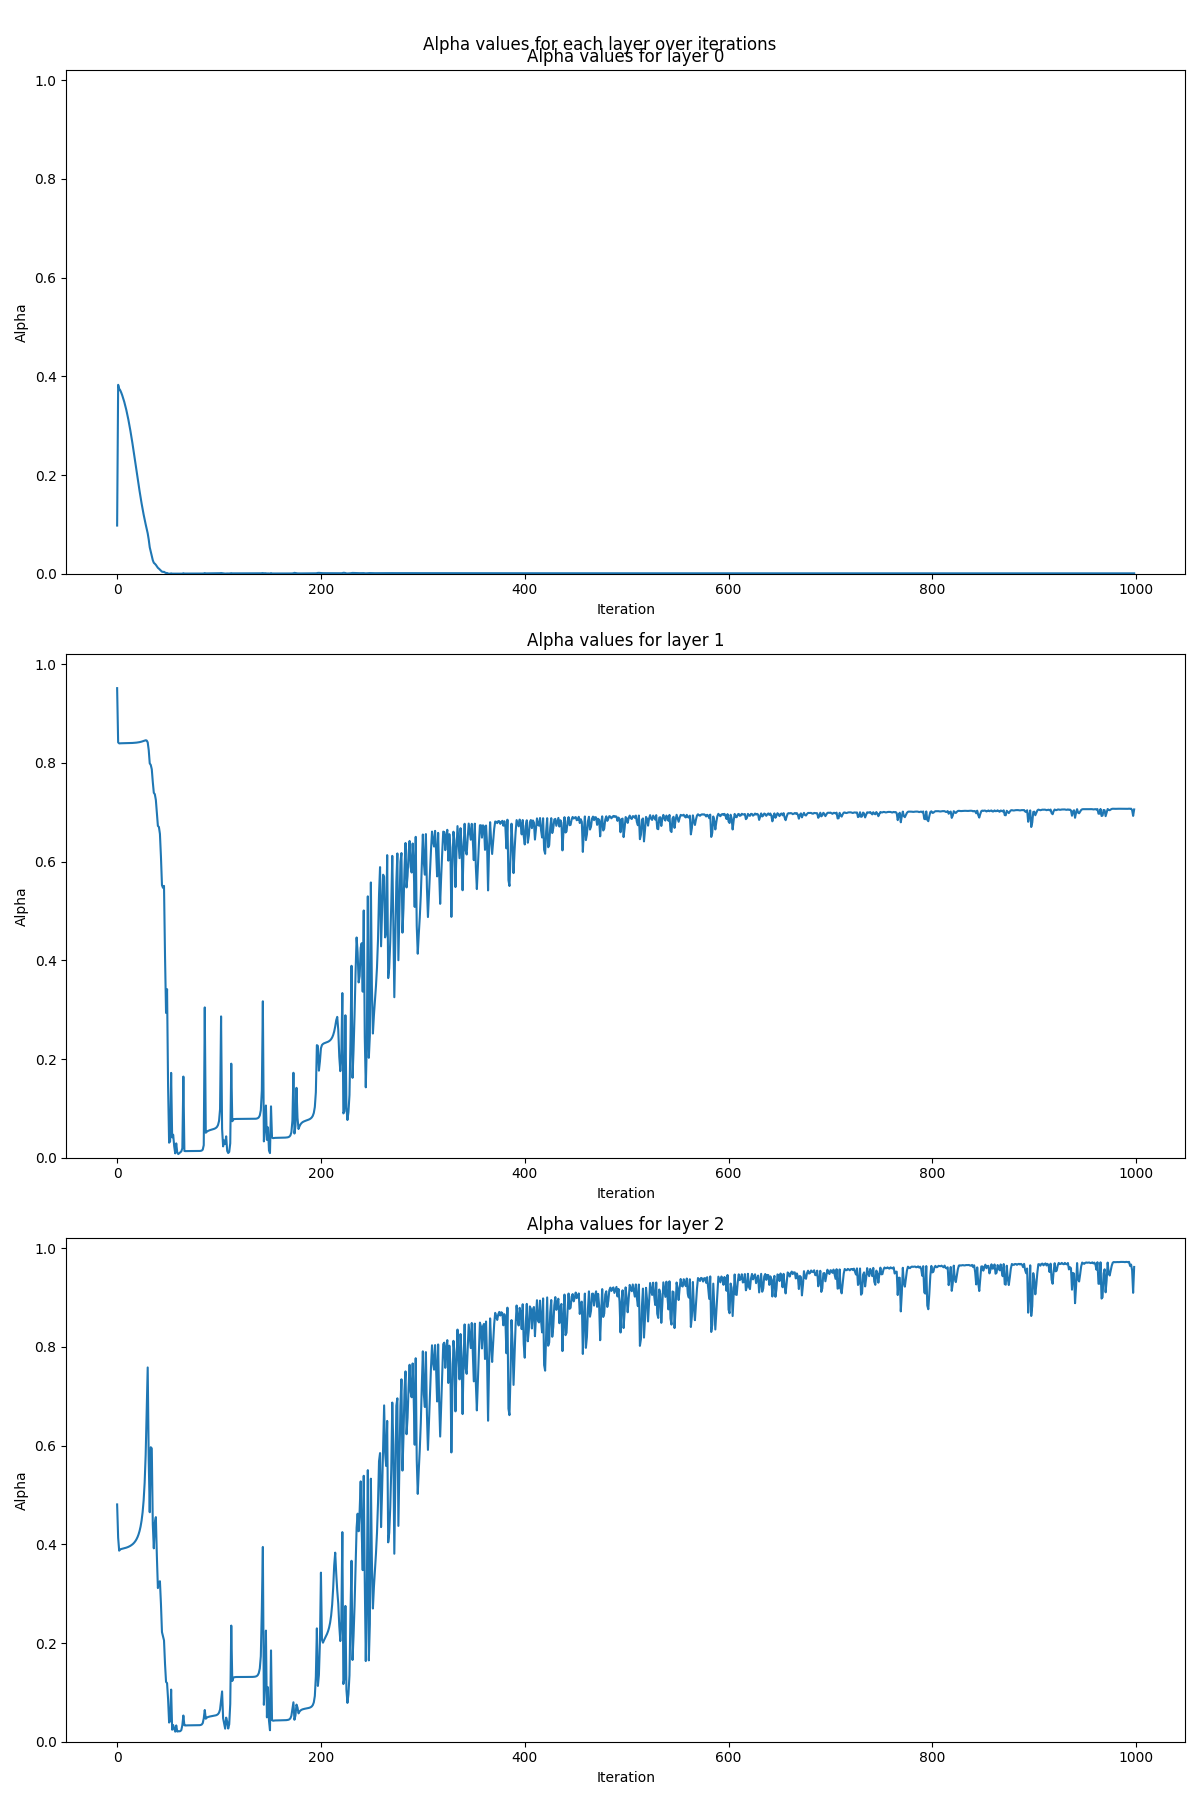 Alpha values for each layer over iterations
Alpha values for layer 0
1.0
0.8
0.6
0.4
0.2
0.0
Alpha
0 200 400 600 800 1000
Iteration
Alpha values for layer 1
1.0
0.8
0.6
0.4
0.2
0.0
Alpha
0 200 400 600 800 1000
Iteration
Alpha values for layer 2
1.0
0.8
0.6
0.4
0.2
0.0
Alpha
0 200 400 600 800 1000
Iteration